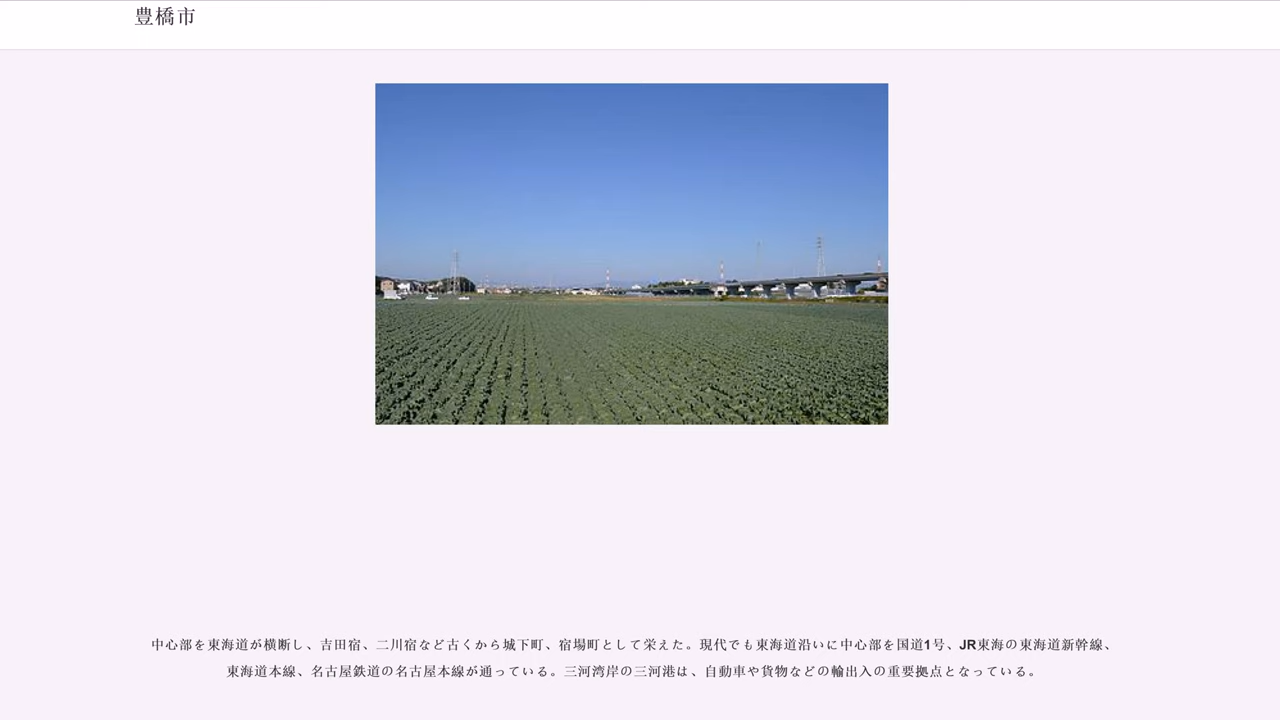 豊橋市
中心部を東海道が横断し、吉田宿、二川宿など古くから城下町、宿場町として栄えた。現代でも東海道沿いに中心部を国道1号、JR東海の東海道新幹線、
東海道本線、名古屋鉄道の名古屋本線が通っている。三河湾岸の三河港は、自動車や貨物などの輸出入の重要拠点となっている。